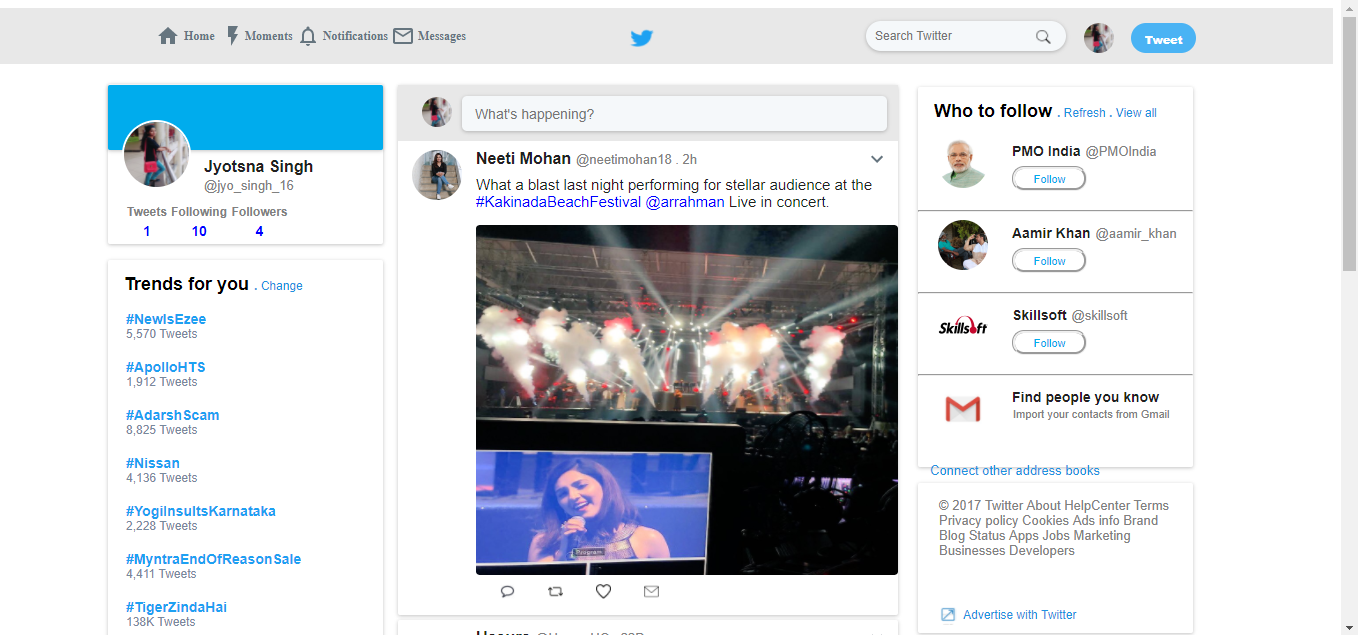 Home Moments Notifications Messages Search Twitter Tweet
Jyotsna Singh
@jyo_singh_16
Tweets Following Followers
1 10 4
Trends for you . Change
#NewIsEzee
5,570 Tweets
#ApolloHTS
1,912 Tweets
#AdarshScam
8,825 Tweets
#Nissan
4,136 Tweets
#YogiInsultsKarnataka
2,228 Tweets
#MyntraEndOfReasonSale
4,411 Tweets
#TigerZindaHai
138K Tweets
What's happening?
Neeti Mohan @neetimohan18 . 2h
What a blast last night performing for stellar audience at the
#KakinadaBeachFestival @arrahman Live in concert.
Program
Who to follow . Refresh . View all
PMO India @PMOIndia
Follow
Aamir Khan @aamir_khan
Follow
Skillsoft
Skillsoft @skillsoft
Follow
Find people you know
Import your contacts from Gmail
Connect other address books
© 2017 Twitter About HelpCenter Terms
Privacy policy Cookies Ads info Brand
Blog Status Apps Jobs Marketing
Businesses Developers
Advertise with Twitter